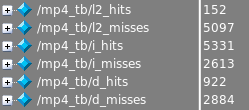 /mp4_tb/l2_hits 152
/mp4_tb/l2_misses 5097
/mp4_tb/i_hits 5331
/mp4_tb/i_misses 2613
/mp4_tb/d_hits 922
/mp4_tb/d_misses 2884